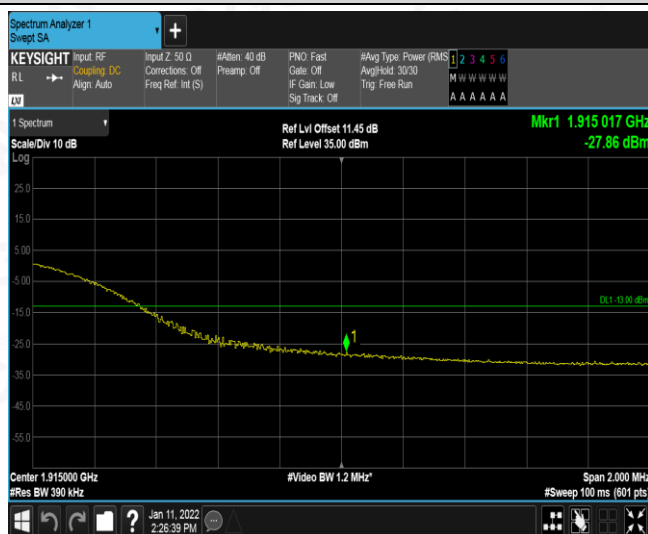 Spectrum Analyzer 1
Swept SA
+
KEYSIGHT
RL
LXI
Input: RF
Coupling: DC
Align: Auto
Input Z: 50 Ω
Corrections: Off
Freq Ref: Int (S)
#Atten: 40 dB
Preamp: Off
PNO: Fast
Gate: Off
IF Gain: Low
Sig Track: Off
#Avg Type: Power (RMS
Avg|Hold: 30/30
Trig: Free Run
1 2 3 4 5 6
M W W W W W
A A A A A A
1 Spectrum
Scale/Div 10 dB
Log
Ref Lvl Offset 11.45 dB
Ref Level 35.00 dBm
Mkr1 1.915 017 GHz
-27.86 dBm
25.0
15.0
5.00
-5.00
-15.0
-25.0
-35.0
-45.0
-55.0
DL1 -13.00 dBm
1
Center 1.915000 GHz
#Res BW 390 kHz
#Video BW 1.2 MHz*
Span 2.000 MHz
#Sweep 100 ms (601 pts)
?
Jan 11, 2022
2:26:39 PM